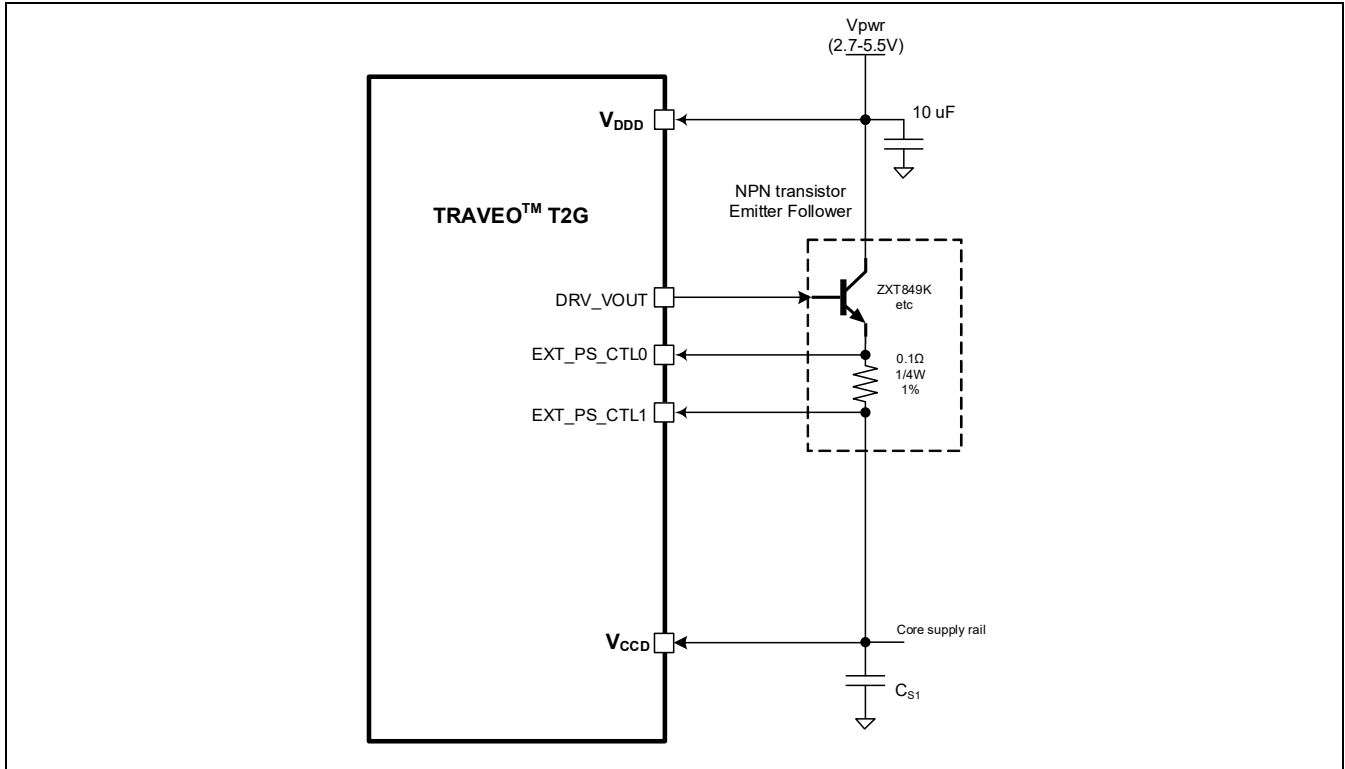 Vpwr
(2.7-5.5V)
10 uF
VDDD
NPN transistor
Emitter Follower
TRAVEO™ T2G
ZXT849K
etc
DRV_VOUT
EXT_PS_CTL0
0.1Ω
1/4W
1%
EXT_PS_CTL1
Core supply rail
VCCD
CS1